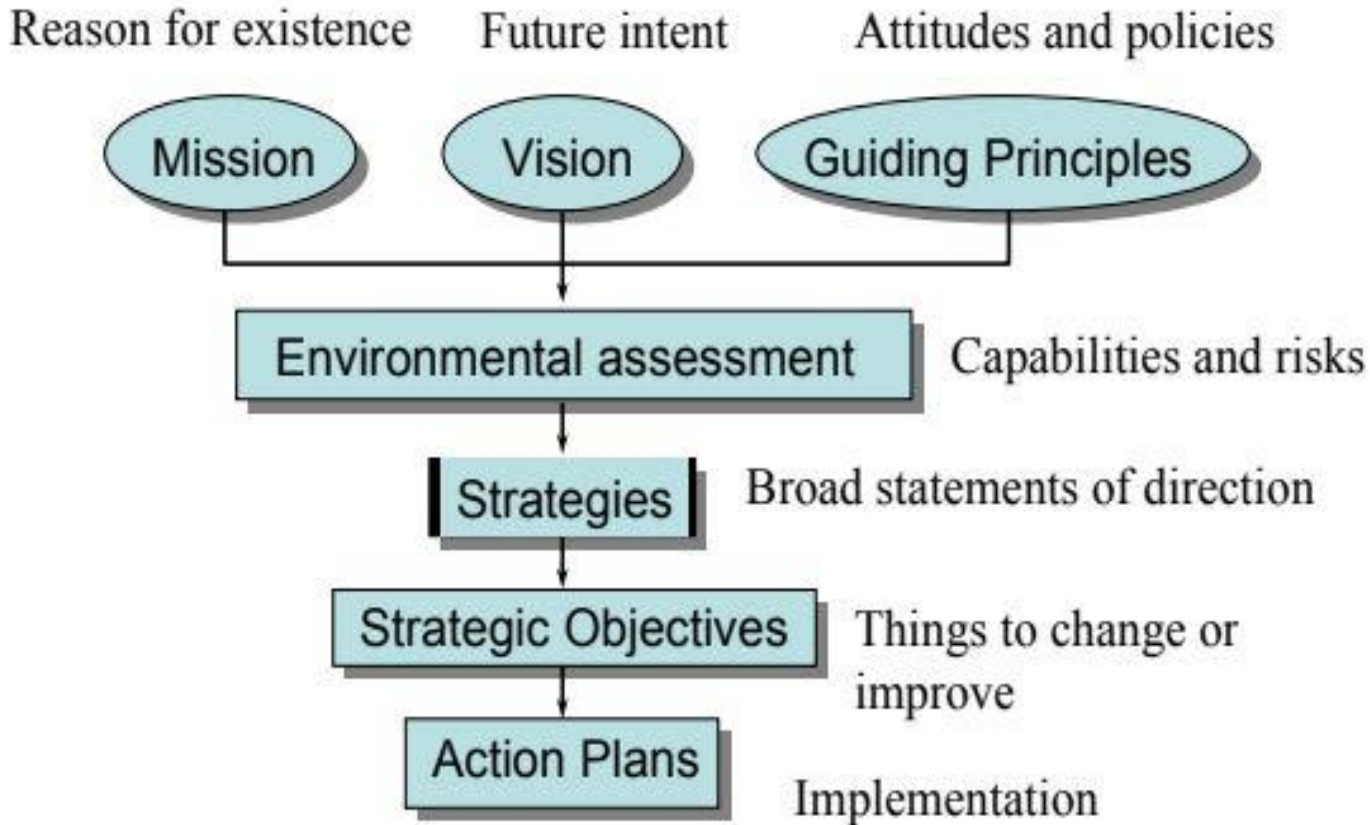 Reason for existence
Future intent
Attitudes and policies
Mission
Vision
Guiding Principles
Environmental assessment
Capabilities and risks
Strategies
Broad statements of direction
Strategic Objectives
Things to change or
improve
Action Plans
Implementation